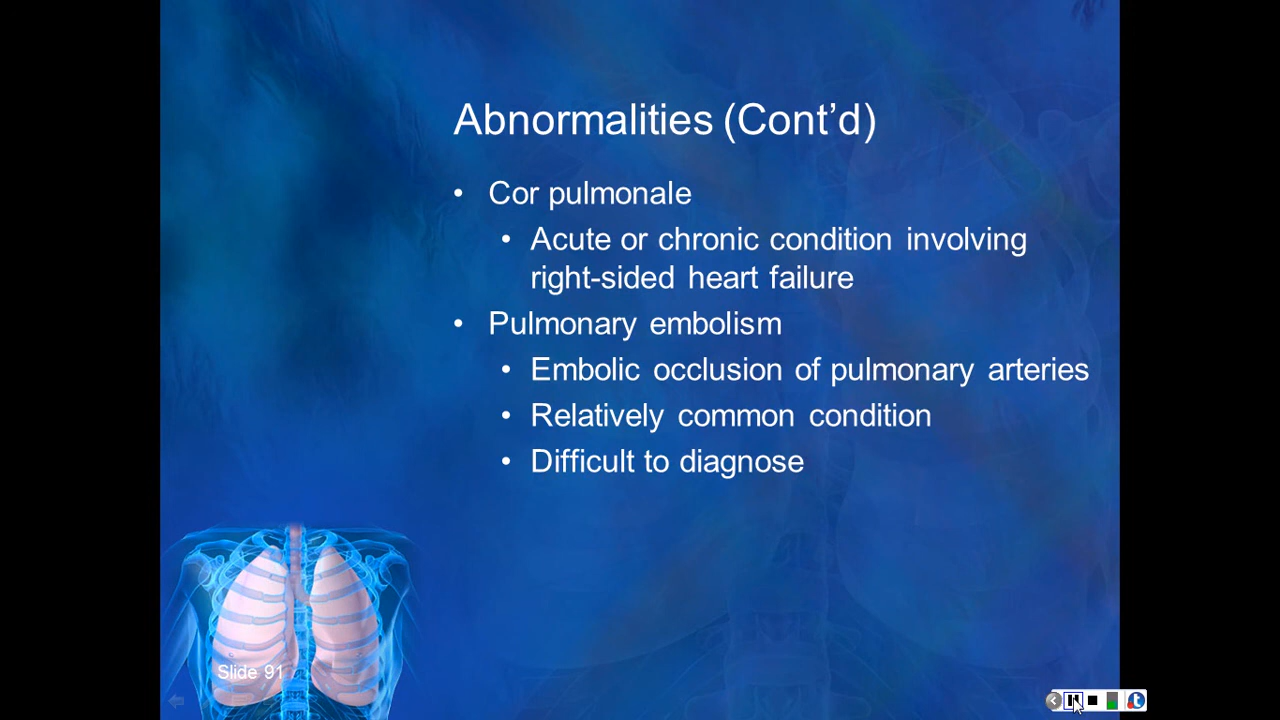 Abnormalities (Cont’d)
• Cor pulmonale
• Acute or chronic condition involving
right-sided heart failure
• Pulmonary embolism
• Embolic occlusion of pulmonary arteries
• Relatively common condition
• Difficult to diagnose
Slide 91